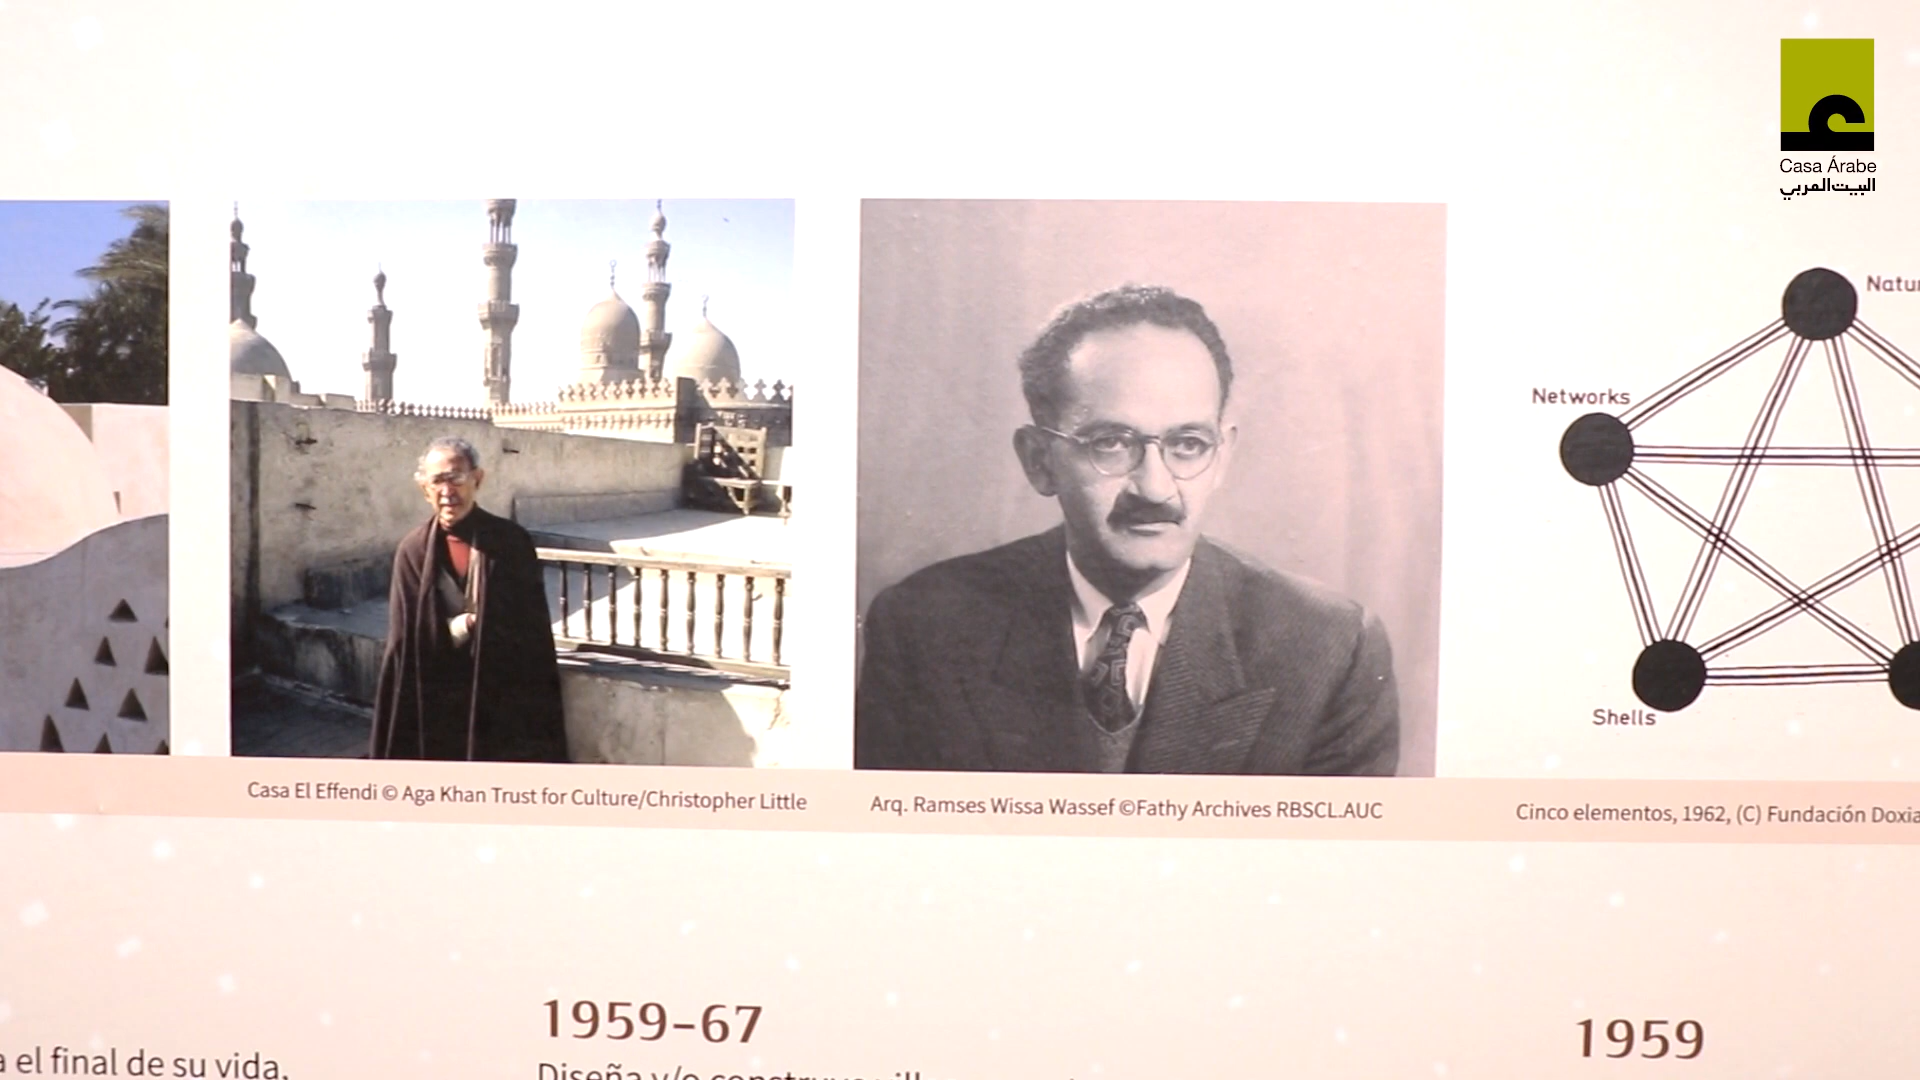 Casa Árabe
البيت العربي
Natur
Networks
Shells
Casa El Effendi © Aga Khan Trust for Culture/Christopher Little
Arq. Ramses Wissa Wassef ©Fathy Archives RBSCL.AUC
Cinco elementos, 1962, (C) Fundación Doxia
a el final de su vida,
1959-67
Diseña y/o construye
1959